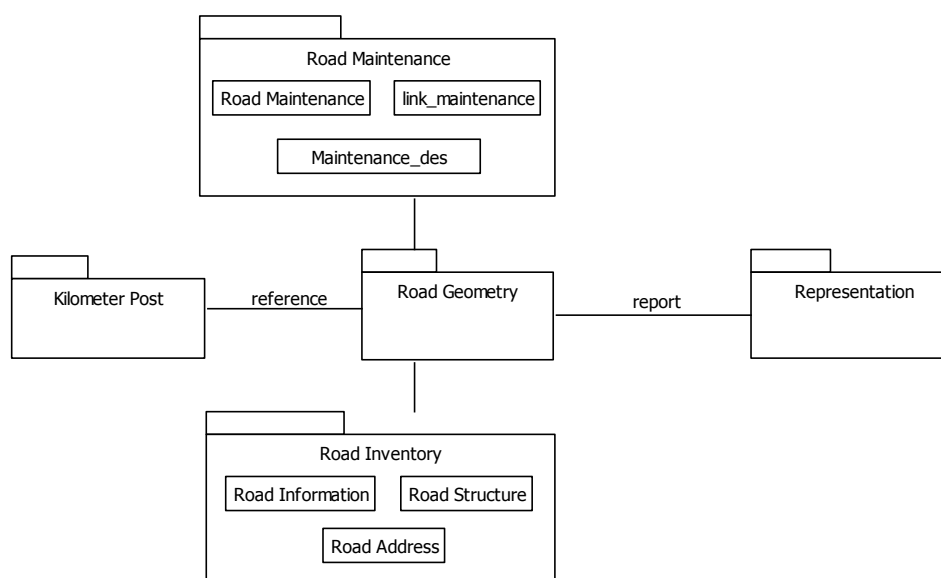 Road Maintenance
Road Maintenance
link_maintenance
Maintenance_des
Kilometer Post
reference
Road Geometry
report
Representation
Road Inventory
Road Information
Road Structure
Road Address